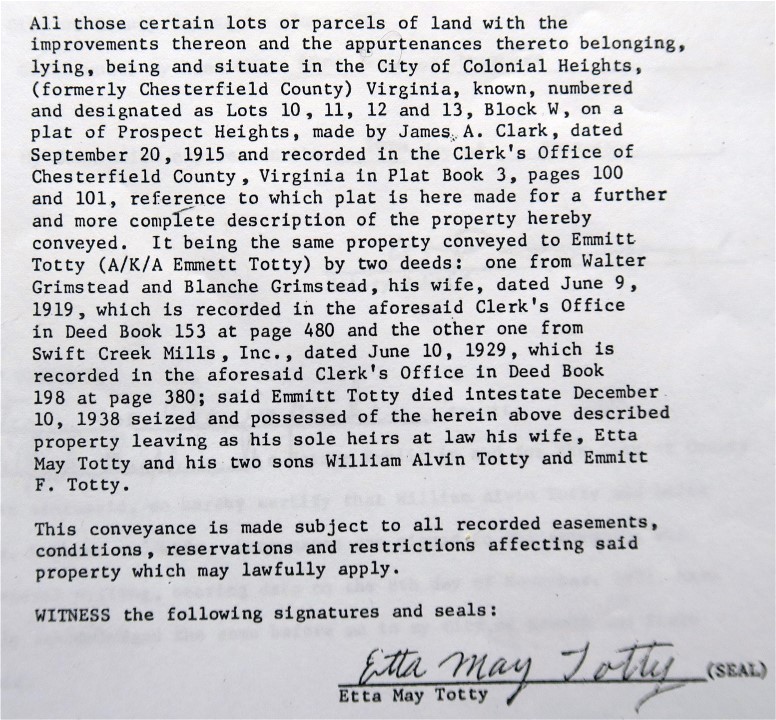 All those certain lots or parcels of land with the
improvements thereon and the appurtenances thereto belonging,
lying, being and situate in the City of Colonial Heights,
(formerly Chesterfield County) Virginia, known, numbered
and designated as Lots 10, 11, 12 and 13, Block W, on a
plat of Prospect Heights, made by James A. Clark, dated
September 20, 1915 and recorded in the Clerk's Office of
Chesterfield County, Virginia in Plat Book 3, pages 100
and 101, reference to which plat is here made for a further
and more complete description of the property hereby
conveyed. It being the same property conveyed to Emmitt
Totty (A/K/A Emmett Totty) by two deeds: one from Walter
Grimstead and Blanche Grimstead, his wife, dated June 9,
1919, which is recorded in the aforesaid Clerk's Office
in Deed Book 153 at page 480 and the other one from
Swift Creek Mills, Inc., dated June 10, 1929, which is
recorded in the aforesaid Clerk's Office in Deed Book
198 at page 380; said Emmitt Totty died intestate December
10, 1938 seized and possessed of the herein above described
property leaving as his sole heirs at law his wife, Etta
May Totty and his two sons William Alvin Totty and Emmitt
F. Totty.
This conveyance is made subject to all recorded easements,
conditions, reservations and restrictions affecting said
property which may lawfully apply.
WITNESS the following signatures and seals:
Etta May Totty (SEAL)
Etta May Totty